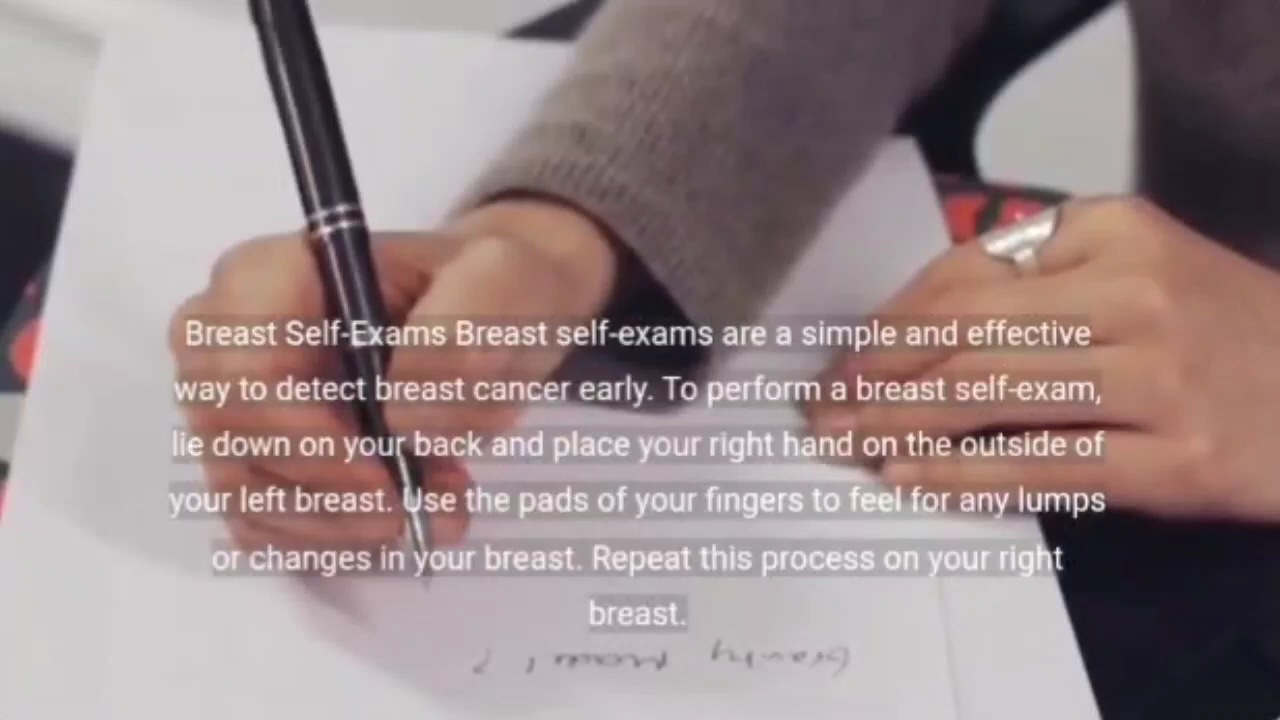 Breast Self-Exams Breast self-exams are a simple and effective
way to detect breast cancer early. To perform a breast self-exam,
lie down on your back and place your right hand on the outside of
your left breast. Use the pads of your fingers to feel for any lumps
or changes in your breast. Repeat this process on your right
breast.